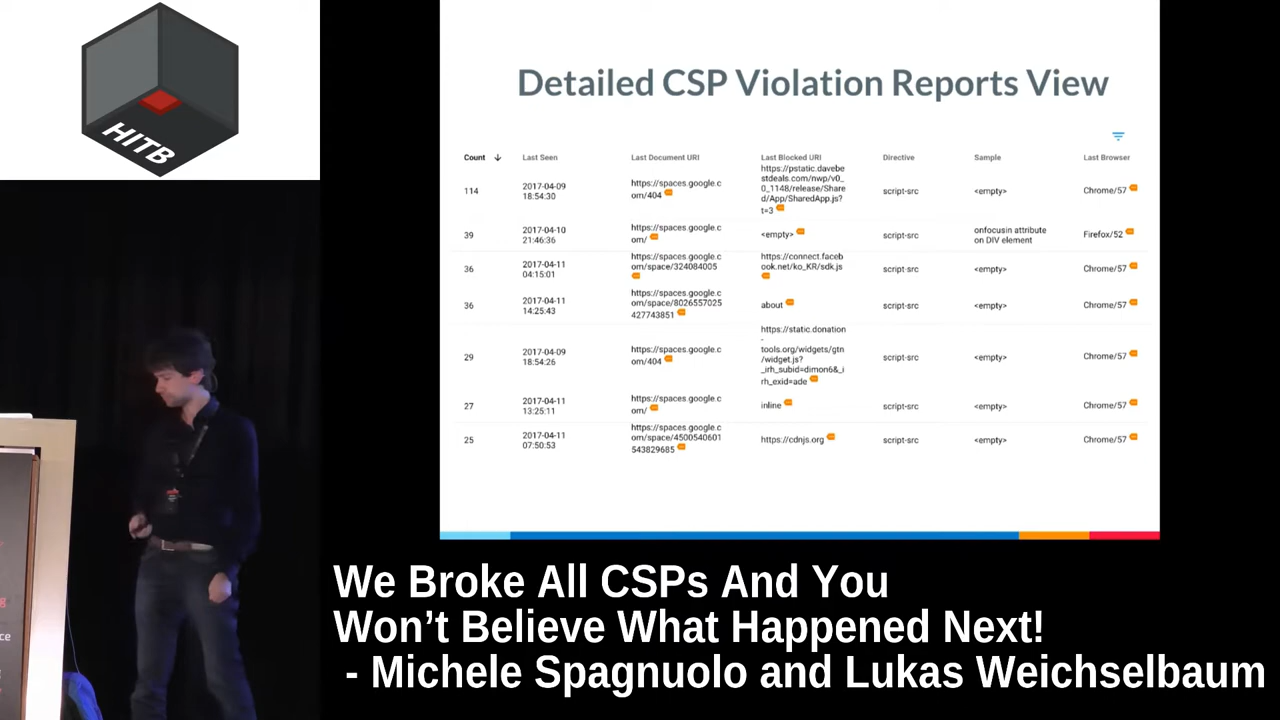 HITB
Detailed CSP Violation Reports View
Count
Last Seen
Last Document URI
Last Blocked URI
Directive
Sample
Last Browser
114
2017-04-09
18:54:30
https://spaces.google.c
om/404
https://pstatic.davebe
stdeals.com/nwp/v0_
0_1148/release/Share
d/App/SharedApp.js?
t=3
script-src
<empty>
Chrome/57
39
2017-04-10
21:46:36
https://spaces.google.c
om/
<empty>
script-src
onfocusin attribute
on DIV element
Firefox/52
36
2017-04-11
04:15:01
https://spaces.google.c
om/space/324084005
https://connect.faceb
ook.net/ko_KR/sdk.js
script-src
<empty>
Chrome/57
36
2017-04-11
14:25:43
https://spaces.google.c
om/space/8026557025
427743851
about
script-src
<empty>
Chrome/57
29
2017-04-09
18:54:26
https://spaces.google.c
om/404
https://static.donation
-
tools.org/widgets/gtn
/widget.js?
_irh_subid=dimon6&_i
rh_exid=ade
script-src
<empty>
Chrome/57
27
2017-04-11
13:25:11
https://spaces.google.c
om/
inline
script-src
<empty>
Chrome/57
25
2017-04-11
07:50:53
https://spaces.google.c
om/space/4500540601
543829685
https://cdnjs.org
script-src
<empty>
Chrome/57
ce
We Broke All CSPs And You
Won’t Believe What Happened Next!
- Michele Spagnuolo and Lukas Weichselbaum